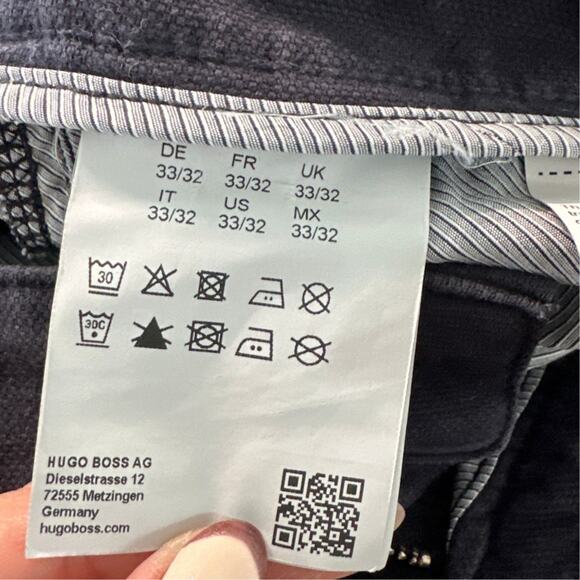 DE FR UK
33/32 33/32 33/32
IT US MX
33/32 33/32 33/32
30
30C
HUGO BOSS AG
Dieselstrasse 12
72555 Metzingen
Germany
hugoboss.com